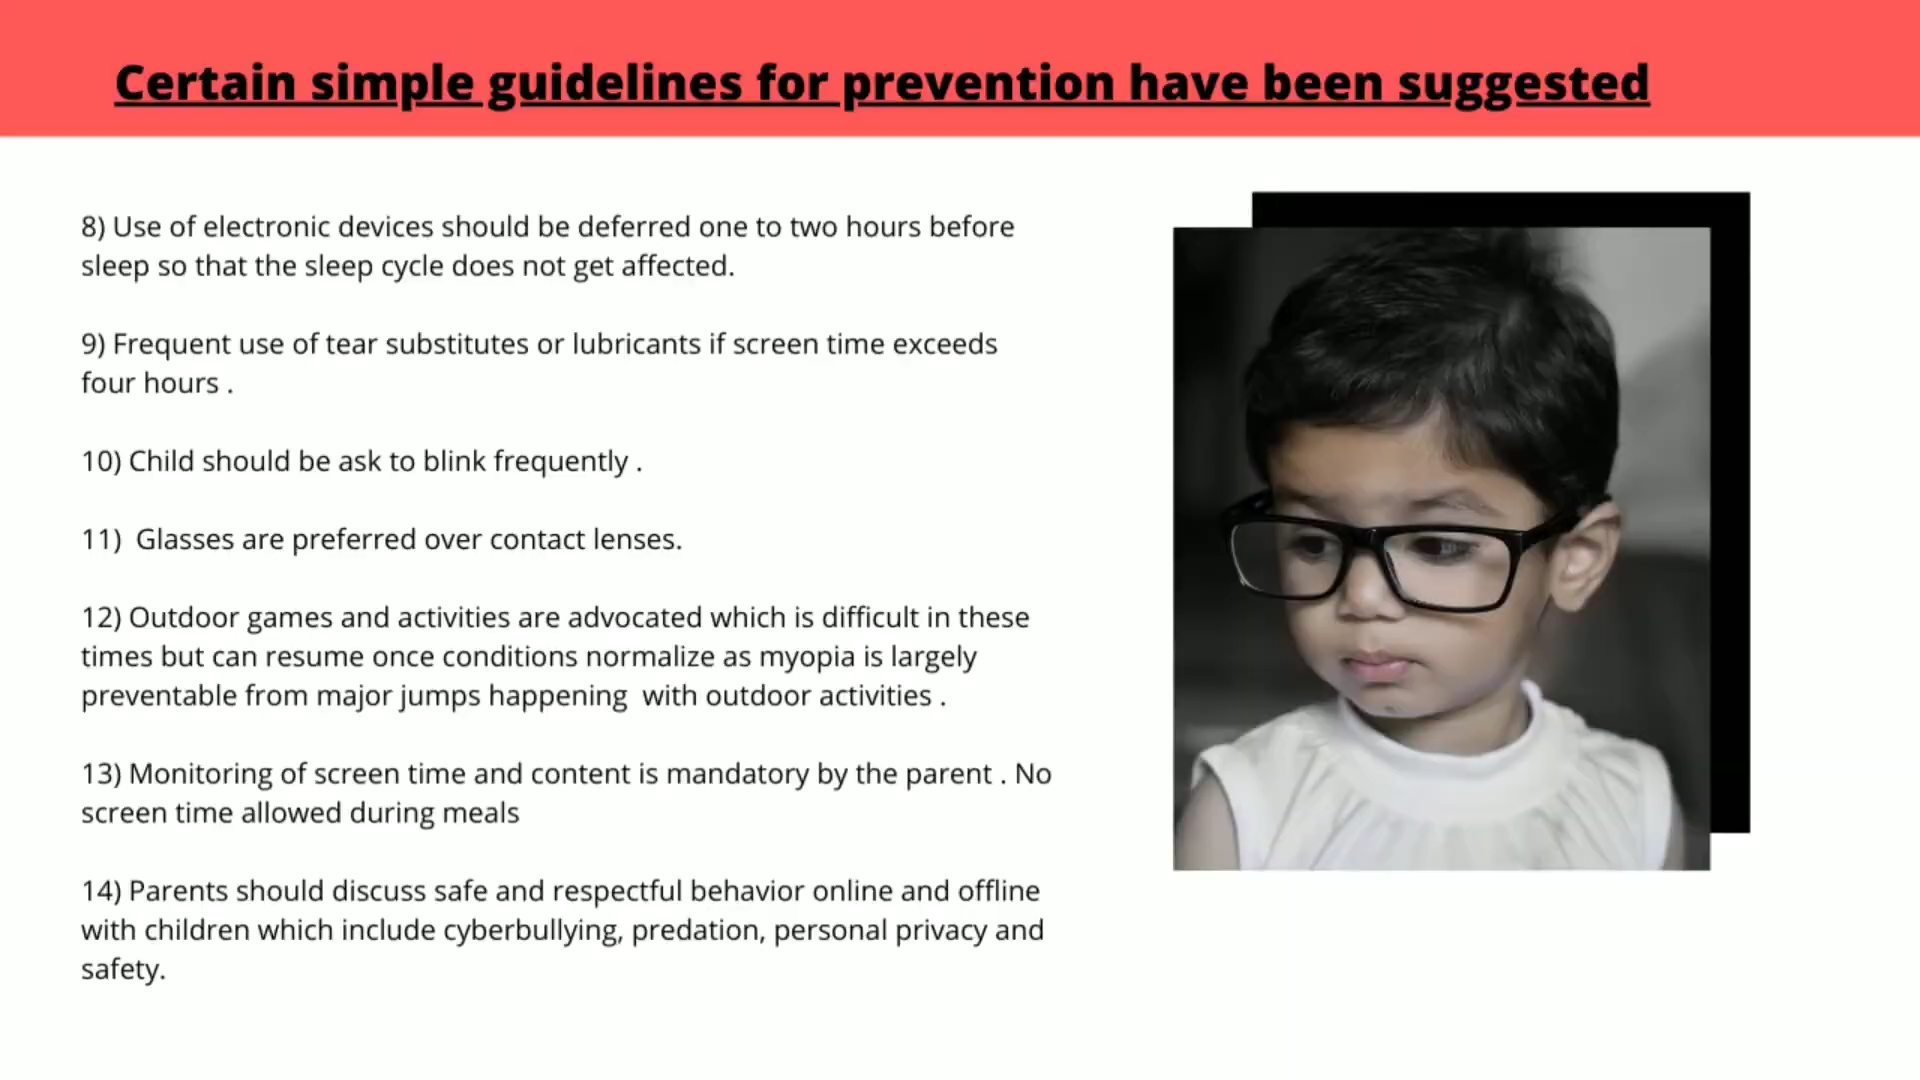 Certain simple guidelines for prevention have been suggested
8) Use of electronic devices should be deferred one to two hours before
sleep so that the sleep cycle does not get affected.
9) Frequent use of tear substitutes or lubricants if screen time exceeds
four hours .
10) Child should be ask to blink frequently .
11)  Glasses are preferred over contact lenses.
12) Outdoor games and activities are advocated which is difficult in these
times but can resume once conditions normalize as myopia is largely
preventable from major jumps happening  with outdoor activities .
13) Monitoring of screen time and content is mandatory by the parent . No
screen time allowed during meals
14) Parents should discuss safe and respectful behavior online and offline
with children which include cyberbullying, predation, personal privacy and
safety.